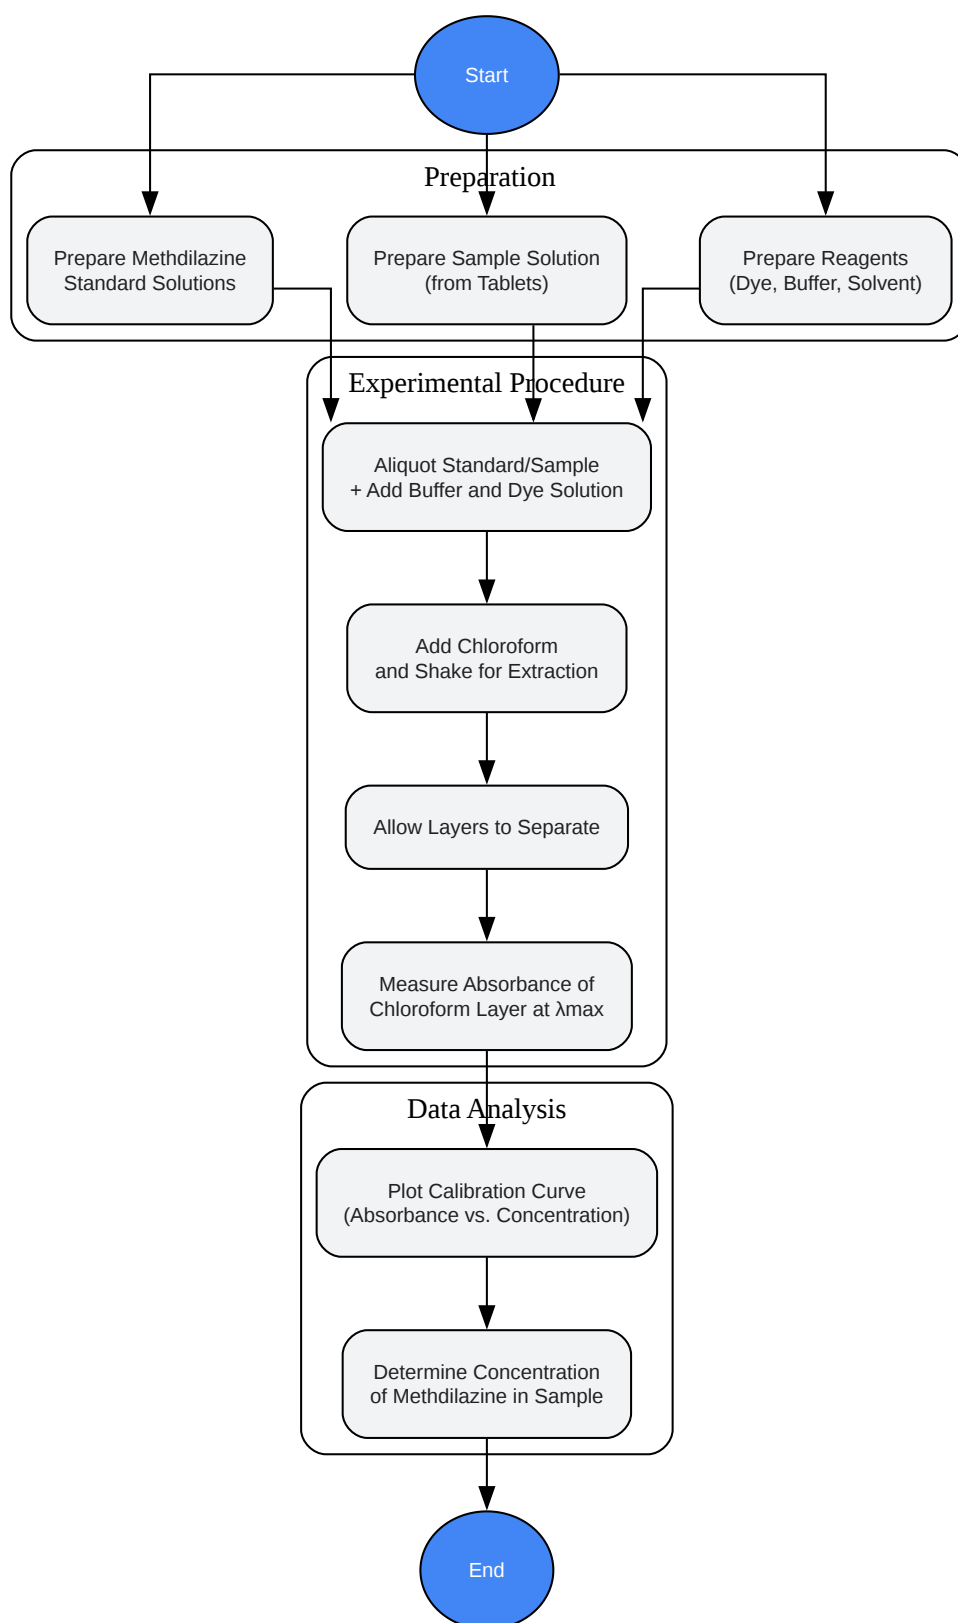 Start
Preparation
Prepare Methdilazine
Standard Solutions
Prepare Sample Solution
(from Tablets)
Prepare Reagents
(Dye, Buffer, Solvent)
Experimental Procedure
Aliquot Standard/Sample
+ Add Buffer and Dye Solution
Add Chloroform
and Shake for Extraction
Allow Layers to Separate
Measure Absorbance of
Chloroform Layer at λmax
Data Analysis
Plot Calibration Curve
(Absorbance vs. Concentration)
Determine Concentration
of Methdilazine in Sample
End